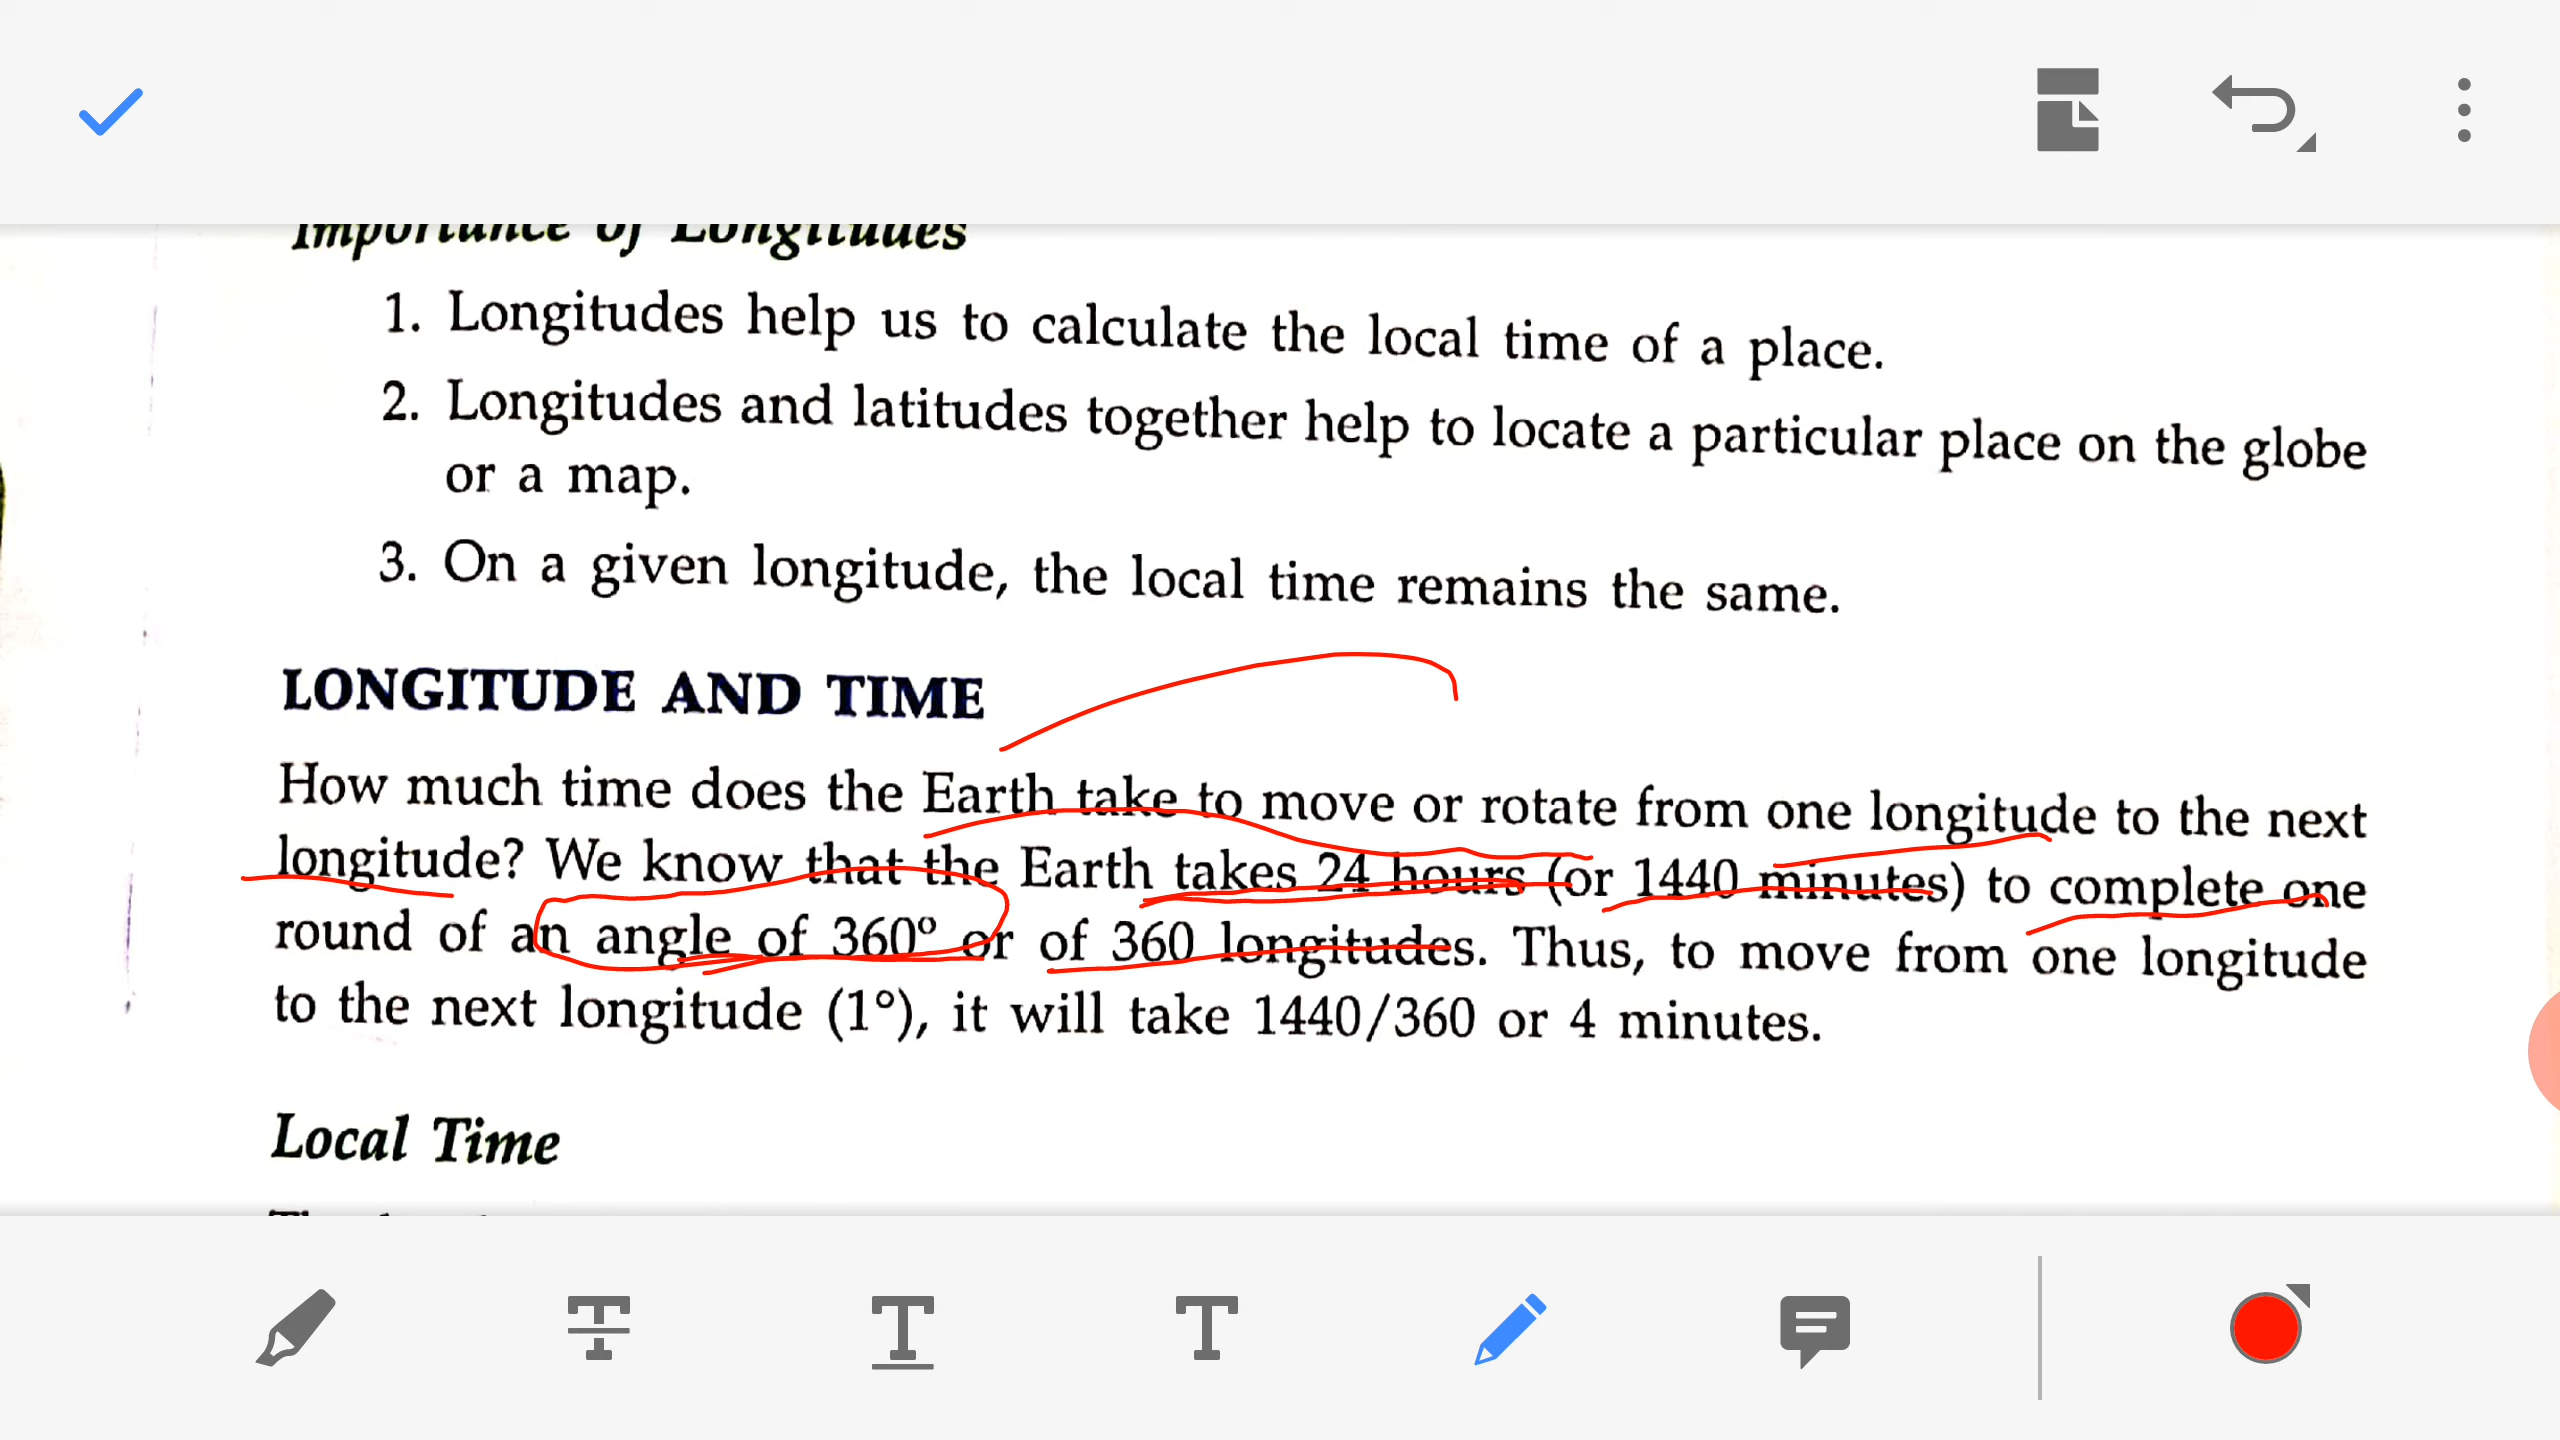 Importance of Longitudes
1. Longitudes help us to calculate the local time of a place.
2. Longitudes and latitudes together help to locate a particular place on the globe
or a map.
3. On a given longitude, the local time remains the same.
LONGITUDE AND TIME
How much time does the Earth take to move or rotate from one longitude to the next
longitude? We know that the Earth takes 24 hours (or 1440 minutes) to complete one
round of an angle of 360º or of 360 longitudes. Thus, to move from one longitude
to the next longitude (1°), it will take 1440/360 or 4 minutes.
Local Time